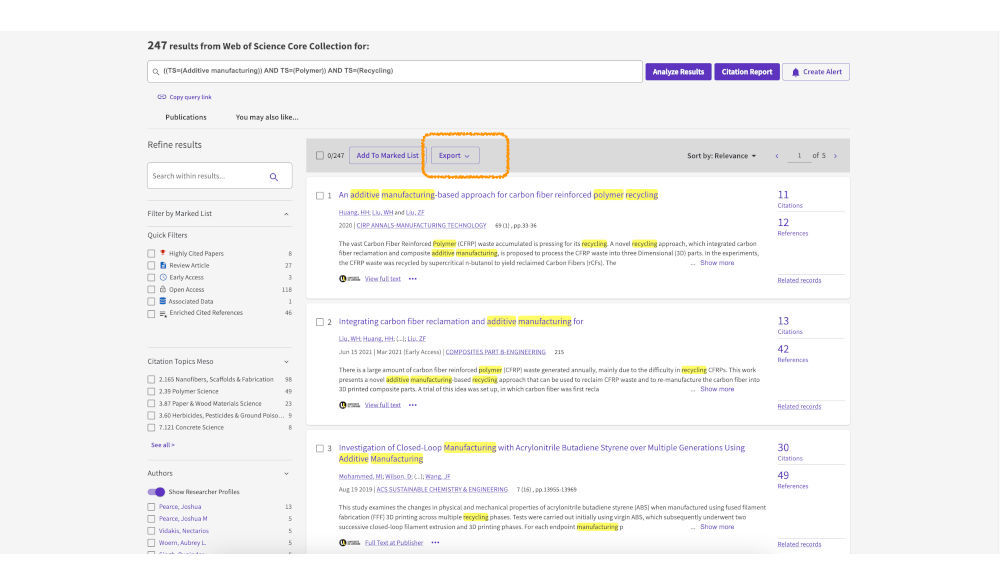 247 results from Web of Science Core Collection for:
((TS=(Additive manufacturing)) AND TS=(Polymer)) AND TS=(Recycling)
Analyze Results
Citation Report
Create Alert
Copy query link
Publications
You may also like...
Refine results
Search within results...
Filter by Marked List
Quick Filters
Highly Cited Papers 8
Review Article 27
Early Access 3
Open Access 118
Associated Data 1
Enriched Cited References 46
Citation Topics Meso
2.165 Nanofibers, Scaffolds & Fabrication 98
2.39 Polymer Science 49
3.87 Paper & Wood Materials Science 23
3.60 Herbicides, Pesticides & Ground Poiso... 9
7.121 Concrete Science 8
See all >
Authors
Show Researcher Profiles
Pearce, Joshua 13
Pearce, Joshua M 5
Vidakis, Nectarios 5
Woern, Aubrey L. 5
0/247 Add To Marked List Export
Sort by: Relevance
1 of 5
1 An additive manufacturing-based approach for carbon fiber reinforced polymer recycling
Huang, HH; Liu, WH and Liu, ZF
2020 | CIRP ANNALS-MANUFACTURING TECHNOLOGY 69 (1) , pp.33-36
The vast Carbon Fiber Reinforced Polymer (CFRP) waste accumulated is pressing for its recycling. A novel recycling approach, which integrated carbon
fiber reclamation and composite additive manufacturing, is proposed to process the CFRP waste into three Dimensional (3D) parts. In the experiments,
the CFRP waste was recycled by supercritical n-butanol to yield reclaimed Carbon Fibers (rCFs). The ... Show more
View full text •••
11
Citations
12
References
Related records
2 Integrating carbon fiber reclamation and additive manufacturing for
Liu, WH; Huang, HH; (...); Liu, ZF
Jun 15 2021 | Mar 2021 (Early Access) | COMPOSITES PART B-ENGINEERING 215
There is a large amount of carbon fiber reinforced polymer (CFRP) waste generated annually, mainly due to the difficulty in recycling CFRPs. This work
presents a novel additive manufacturing-based recycling approach that can be used to reclaim CFRP waste and to re-manufacture the carbon fiber into
3D printed composite parts. A trial of this was set up, in which carbon fiber was first recla ... Show more
View full text •••
13
Citations
42
References
Related records
3 Investigation of Closed-Loop Manufacturing with Acrylonitrile Butadiene Styrene over Multiple Generations Using
Additive Manufacturing
Mohammed, MI; Wilson, D; (...); Wang, JF
Aug 19 2019 | ACS SUSTAINABLE CHEMISTRY & ENGINEERING 7 (16) , pp.13955-13969
This study examines the changes in physical and mechanical properties of acrylonitrile butadiene styrene (ABS) when manufactured using fused filament
fabrication (FFF) 3D printing across multiple recycling phases. Tests were carried out initially using virgin ABS, which subsequently underwent two
successive closed-loop filament extrusion and 3D printing phases. For each endpoint manufacturing p ... Show more
Full Text at Publisher •••
30
Citations
49
References
Related records